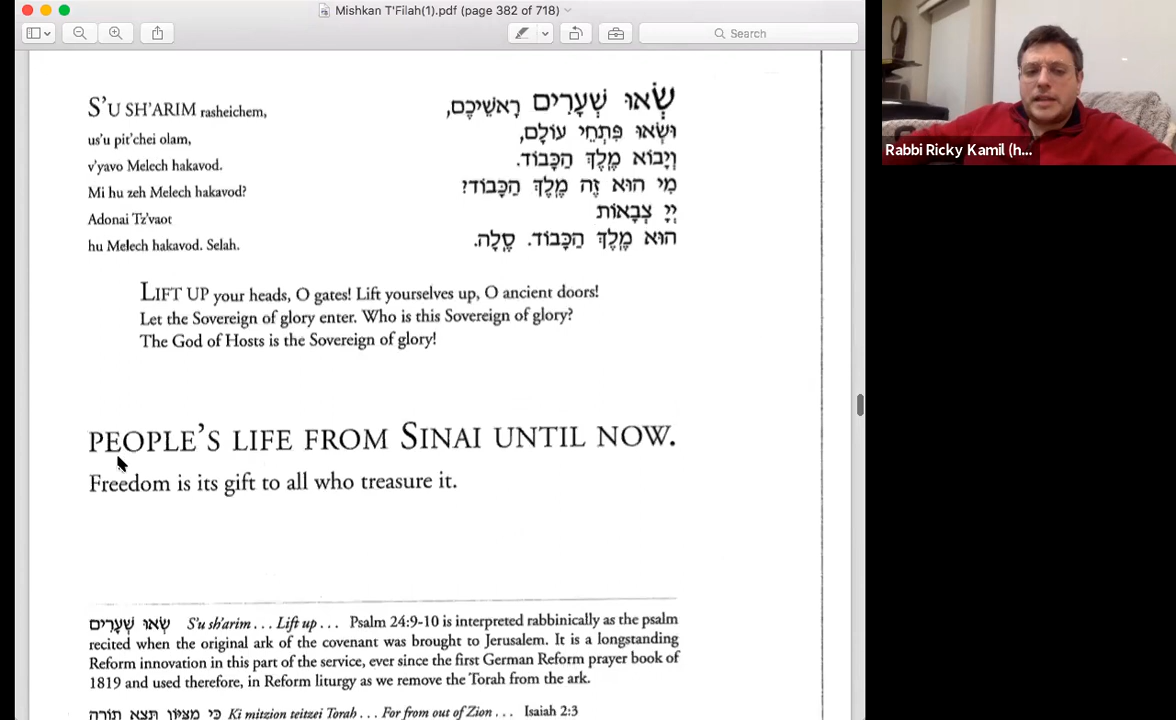 Mishkan T'Filah(1).pdf (page 382 of 718)
Search
S'U SH'ARIM rasheichem,
us'u pit'chei olam,
v'yavo Melech hakavod.
Mi hu zeh Melech hakavod?
Adonai Tz'vaot
hu Melech hakavod. Selah.
שְׂאוּ שְׁעָרִים רָאשֵׁיכֶם,
וּשְׂאוּ פִּתְחֵי עוֹלָם,
וְיָבוֹא מֶלֶךְ הַכָּבוֹד.
מִי הוּא זֶה מֶלֶךְ הַכָּבוֹד?
יְיָ צְבָאוֹת
הוּא מֶלֶךְ הַכָּבוֹד. סֶלָה.
LIFT UP your heads, O gates! Lift yourselves up, O ancient doors!
Let the Sovereign of glory enter. Who is this Sovereign of glory?
The God of Hosts is the Sovereign of glory!
PEOPLE'S LIFE FROM SINAI UNTIL NOW.
Freedom is its gift to all who treasure it.
שְׂאוּ שְׁעָרִים S'u sh'arim . . . Lift up . . . Psalm 24:9-10 is interpreted rabbinically as the psalm
recited when the original ark of the covenant was brought to Jerusalem. It is a longstanding
Reform innovation in this part of the service, ever since the first German Reform prayer book of
1819 and used therefore, in Reform liturgy as we remove the Torah from the ark.
כִּי מִצִּיּוֹן תֵּצֵא תוֹרָה Ki mitzion teitzei Torah . . . For from out of Zion . . . Isaiah 2:3
Rabbi Ricky Kamil (h...